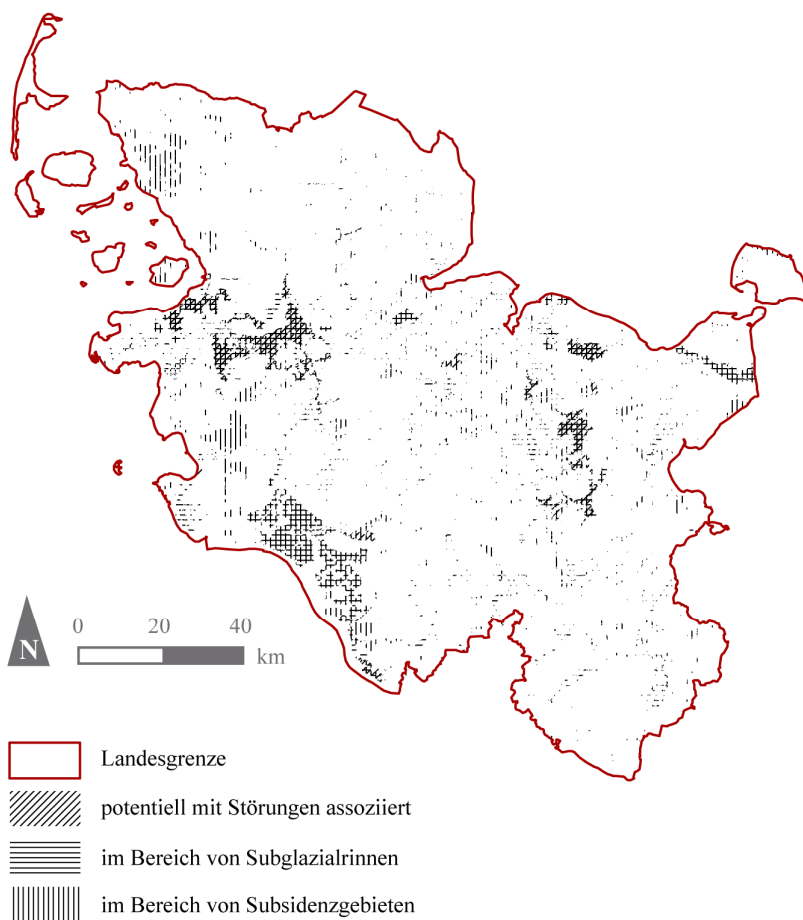 N
0 20 40
km
Landesgrenze
potentiell mit Störungen assoziiert
im Bereich von Subglazialrinnen
im Bereich von Subsidenzgebieten